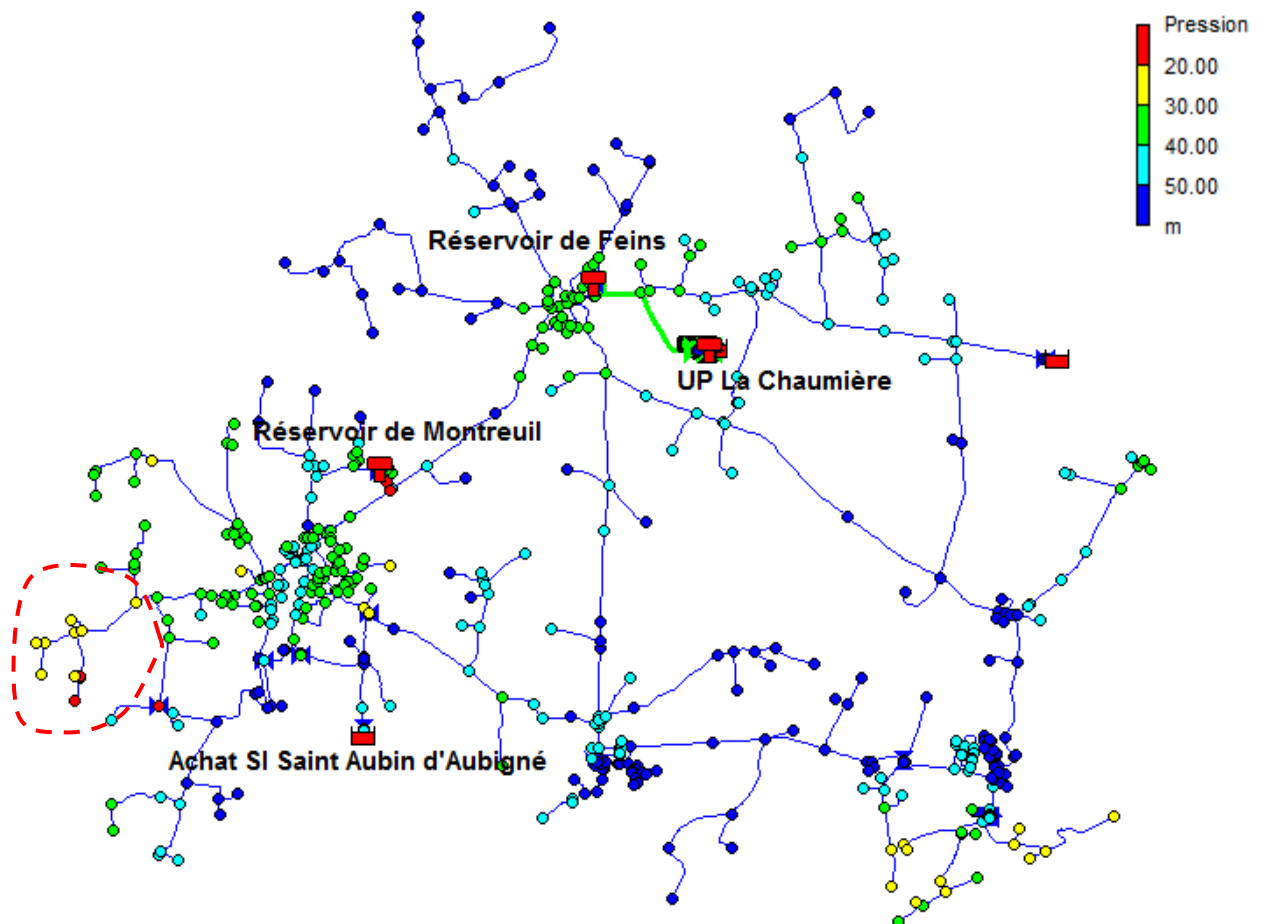 Pression
20.00
30.00
40.00
50.00
m
Réservoir de Feins
UP La Chaumière
Réservoir de Montreuil
Achat SI Saint Aubin d'Aubigné